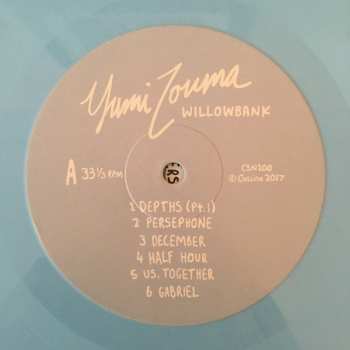 Yumi Zouma
WILLOWBANK
A 33⅓ RPM
CSN100
© Cascine 2017
1 DEPTHS (Pt. 1)
2 PERSEPHONE
3 DECEMBER
4 HALF HOUR
5 US, TOGETHER
6 GABRIEL
ERS